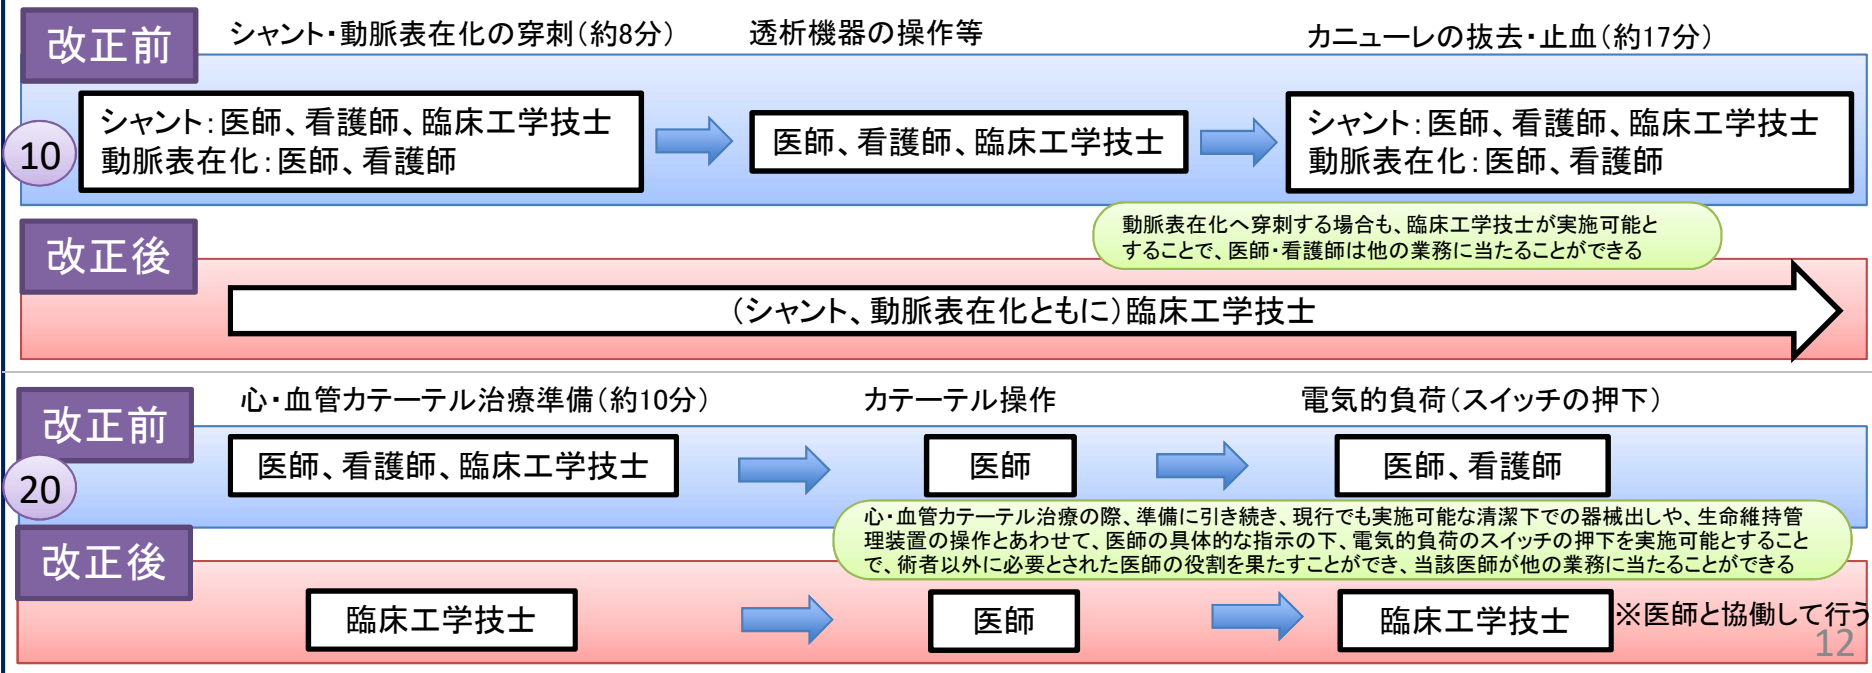 改正前
シャント・動脈表在化の穿刺（約8分）
透析機器の操作等
カニューレの抜去・止血（約17分）
10
シャント：医師、看護師、臨床工学技士
動脈表在化：医師、看護師
医師、看護師、臨床工学技士
シャント：医師、看護師、臨床工学技士
動脈表在化：医師、看護師
動脈表在化へ穿刺する場合も、臨床工学技士が実施可能と
することで、医師・看護師は他の業務に当たることができる
改正後
（シャント、動脈表在化ともに）臨床工学技士
改正前
心・血管カテーテル治療準備（約10分）
カテーテル操作
電気的負荷（スイッチの押下）
20
医師、看護師、臨床工学技士
医師
医師、看護師
心・血管カテーテル治療の際、準備に引き続き、現行でも実施可能な清潔下での器械出しや、生命維持管
理装置の操作とあわせて、医師の具体的な指示の下、電気的負荷のスイッチの押下を実施可能とすること
で、術者以外に必要とされた医師の役割を果たすことができ、当該医師が他の業務に当たることができる
改正後
臨床工学技士
医師
臨床工学技士
※医師と協働して行う
12